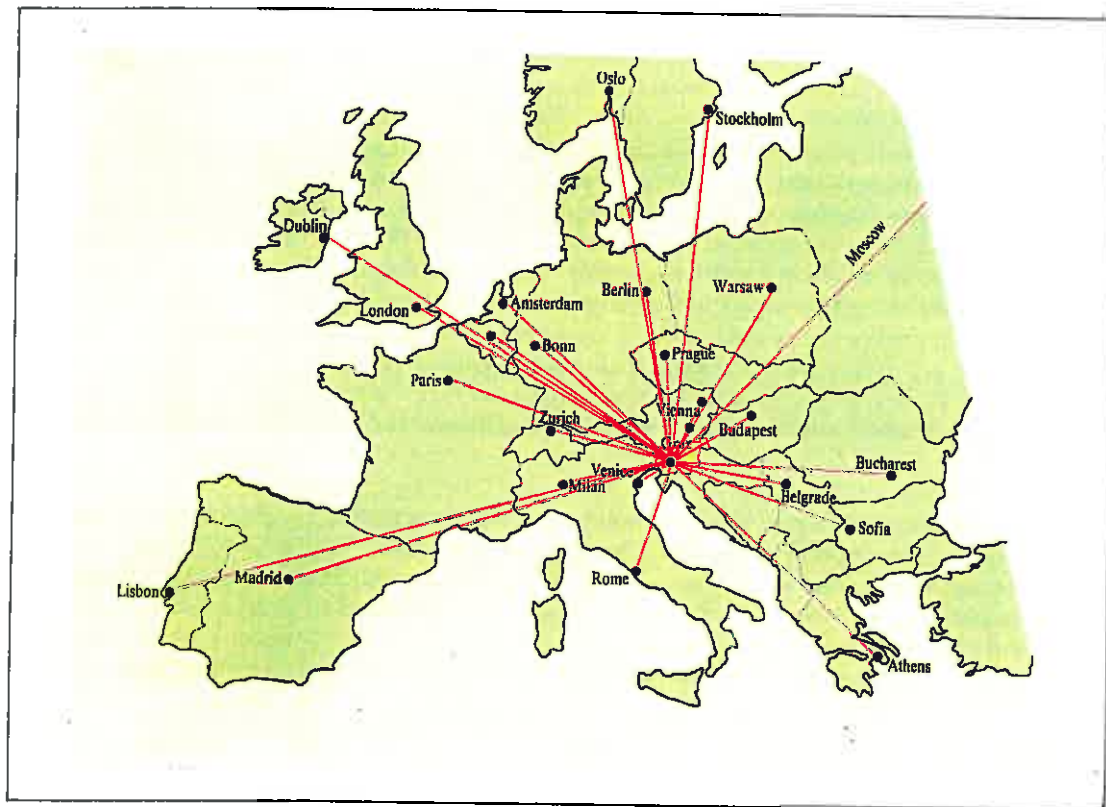 Oslo
Stockholm
Dublin
Moscow
Berlin
Warsaw
London
Amsterdam
Bonn
Prague
Paris
Vienna
Zurich
Budapest
Graz
Venice
Milan
Bucharest
Belgrade
Sofia
Rome
Madrid
Lisbon
Athens